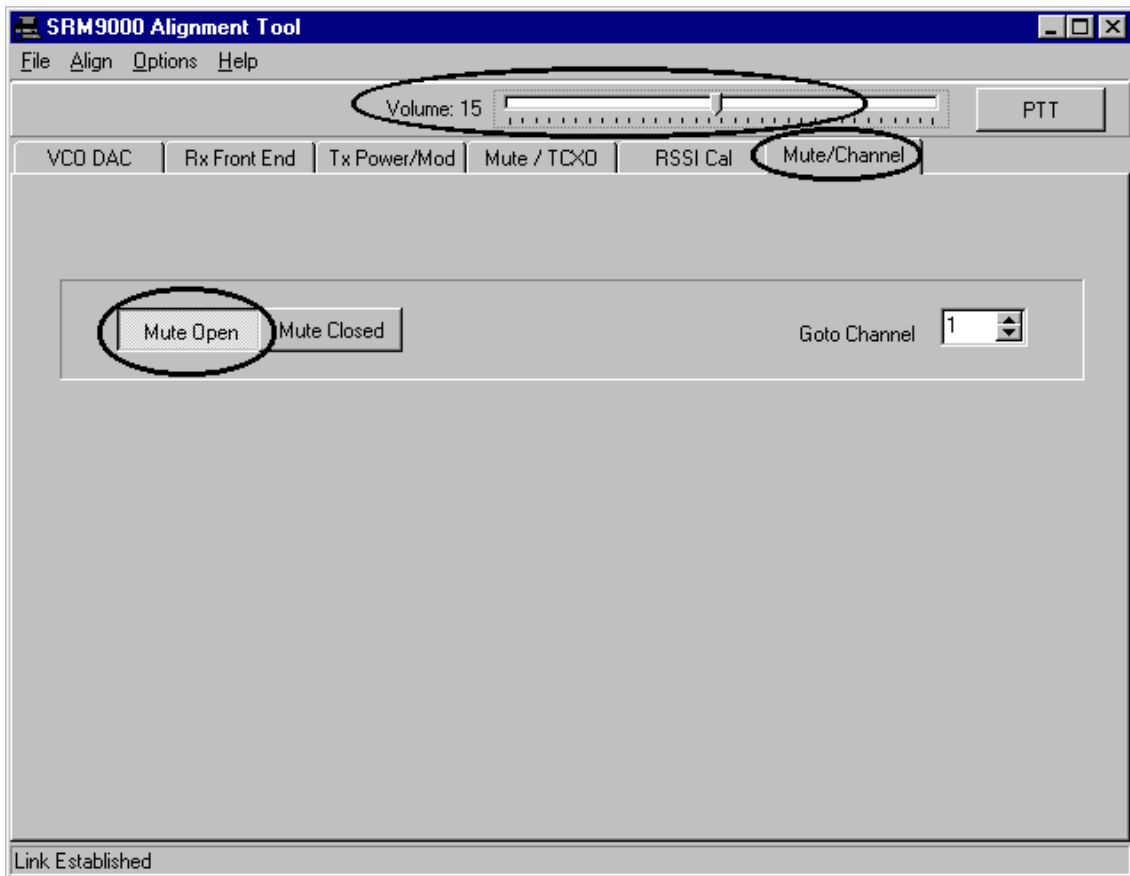 SRM9000 Alignment Tool
File Align Options Help
Volume: 15 PTT
VCO DAC Rx Front End Tx Power/Mod Mute / TCXO RSSI Cal Mute/Channel
Mute Open Mute Closed Goto Channel 1
Link Established